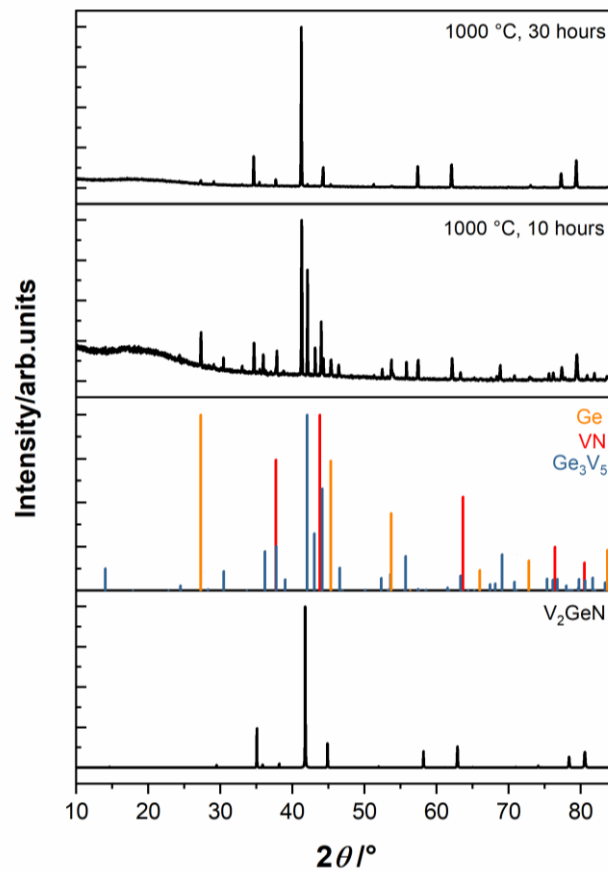 1000 °C, 30 hours
1000 °C, 10 hours
Intensity/arb.units
Ge
VN
Ge₃V₅
V₂GeN
10 20 30 40 50 60 70 80
2θ/°